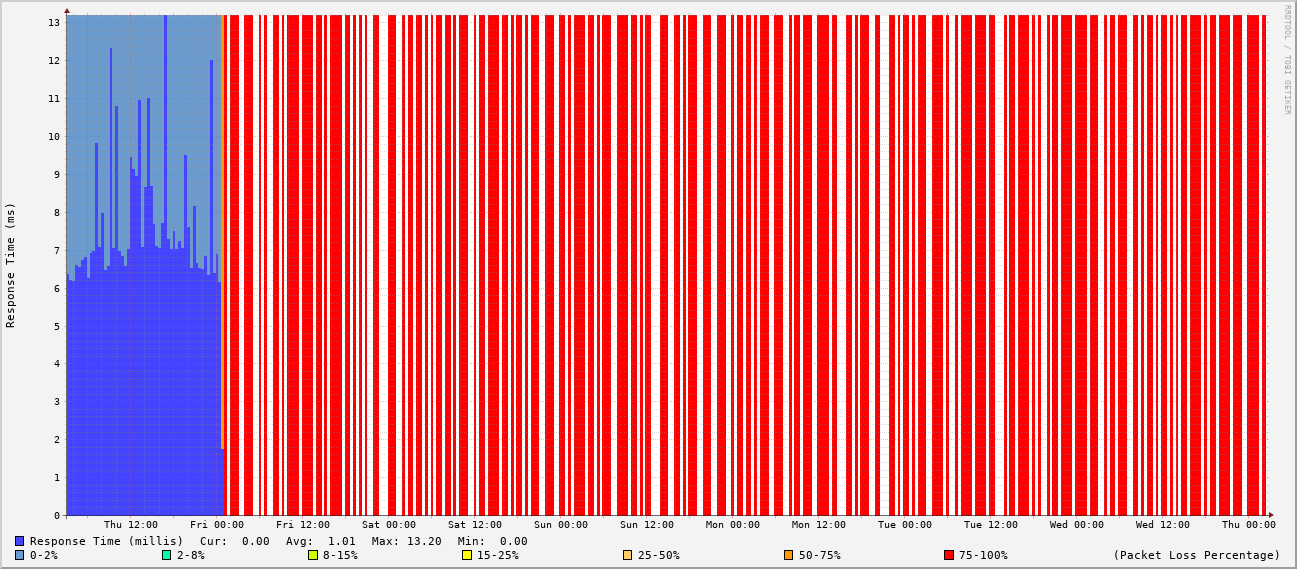 RRDTOOL / TOBI OETIKER
Response Time (ms)
13
12
11
10
9
8
7
6
5
4
3
2
1
0
Thu 12:00 Fri 00:00 Fri 12:00 Sat 00:00 Sat 12:00 Sun 00:00 Sun 12:00 Mon 00:00 Mon 12:00 Tue 00:00 Tue 12:00 Wed 00:00 Wed 12:00 Thu 00:00
Response Time (millis) Cur: 0.00 Avg: 1.01 Max: 13.20 Min: 0.00
0-2% 2-8% 8-15% 15-25% 25-50% 50-75% 75-100% (Packet Loss Percentage)